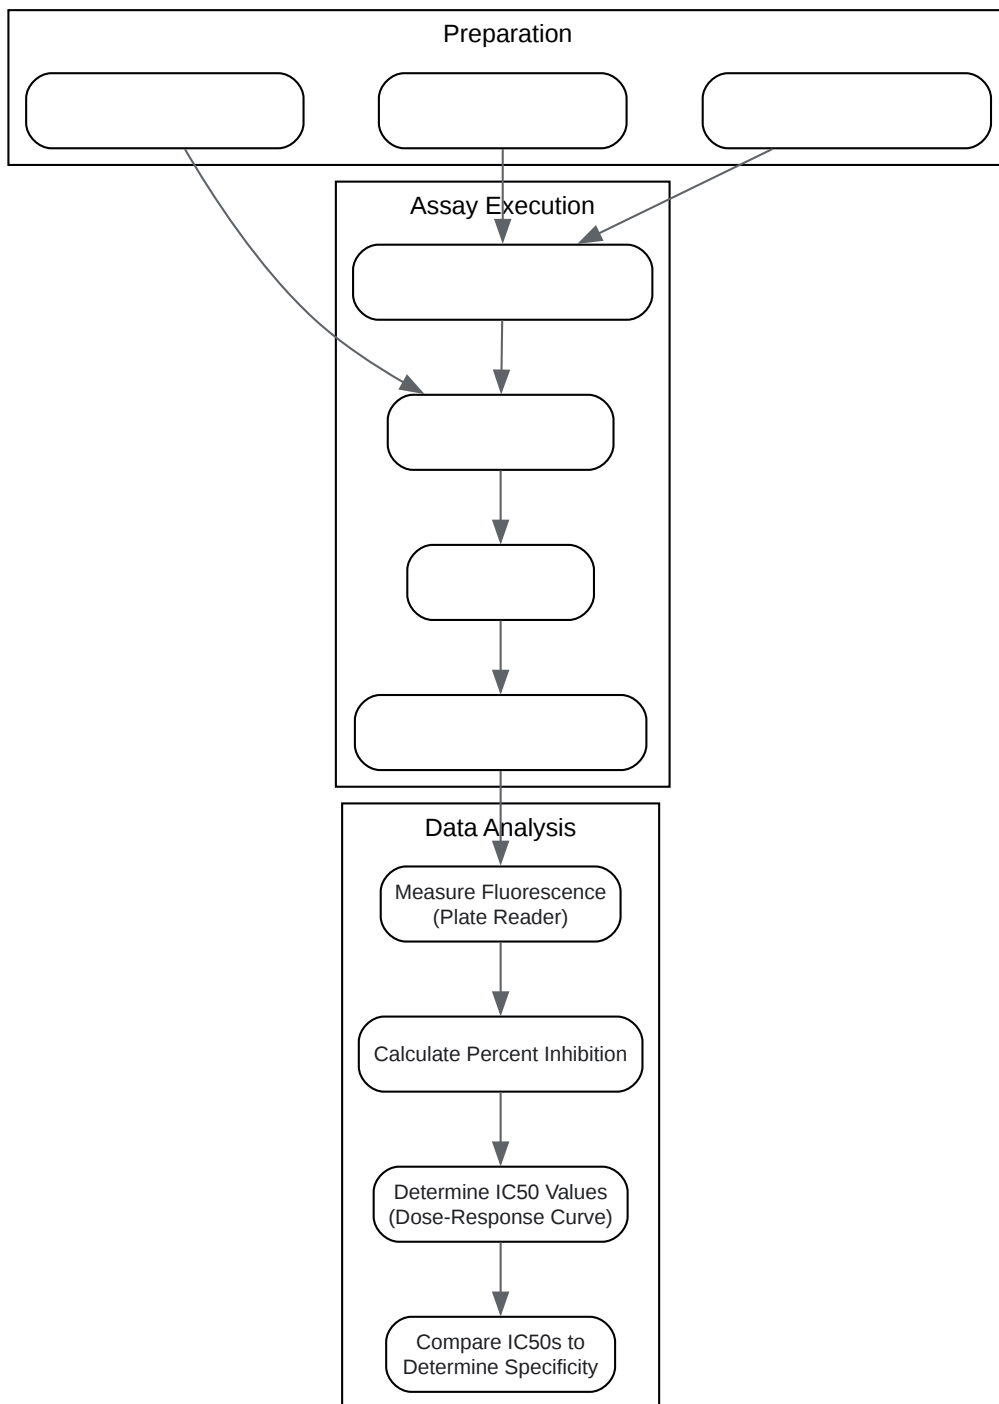 Preparation
Assay Execution
Data Analysis
Measure Fluorescence
(Plate Reader)
Calculate Percent Inhibition
Determine IC50 Values
(Dose-Response Curve)
Compare IC50s to
Determine Specificity